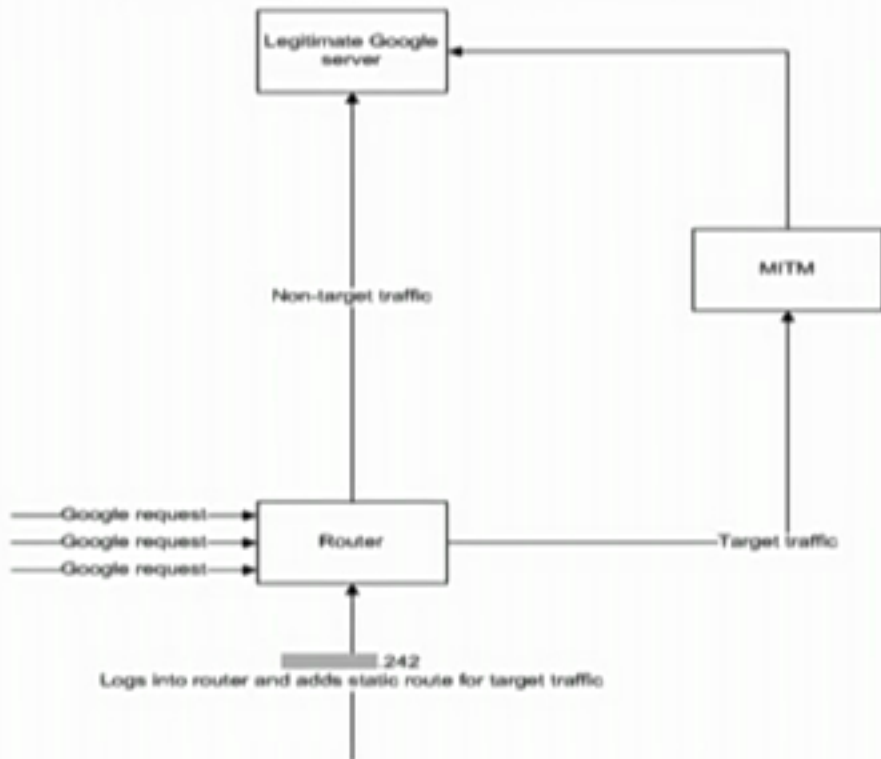 Legitimate Google
server
MITM
Non-target traffic
Google request
Google request
Router
Target traffic
Google request
.242
Logs into router and adds static route for target traffic